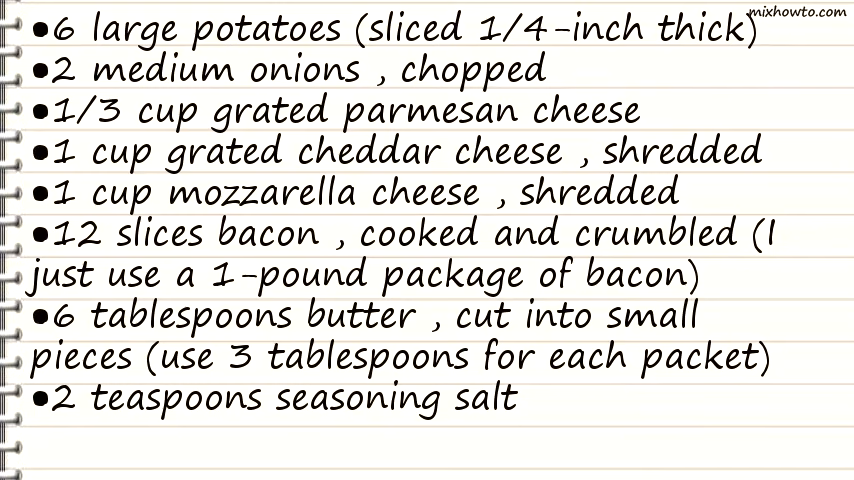 mixhowto.com
•6 large potatoes (sliced 1/4-inch thick)
•2 medium onions , chopped
•1/3 cup grated parmesan cheese
•1 cup grated cheddar cheese , shredded
•1 cup mozzarella cheese , shredded
•12 slices bacon , cooked and crumbled (I
just use a 1-pound package of bacon)
•6 tablespoons butter , cut into small
pieces (use 3 tablespoons for each packet)
•2 teaspoons seasoning salt